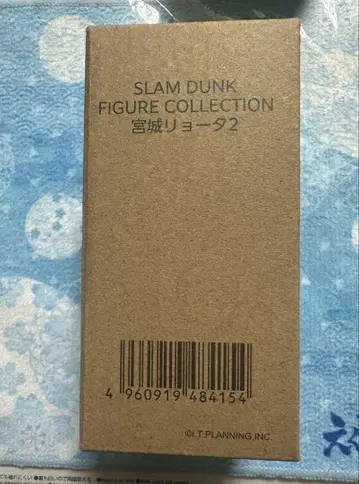 SLAM DUNK
FIGURE COLLECTION
宮城リョータ2
4 960919 484154
©I.T.PLANNING,INC.